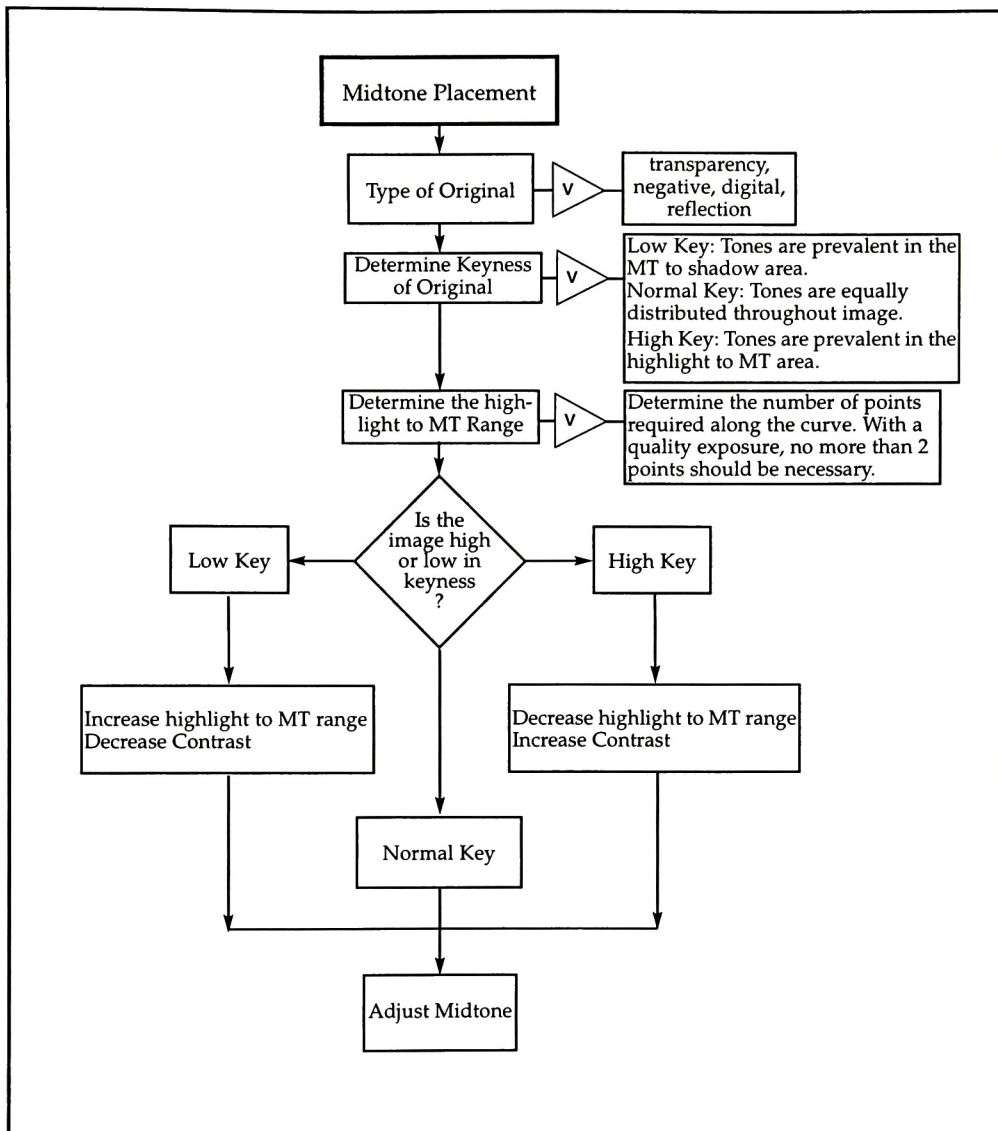 Midtone Placement
Type of Original
v
transparency,
negative, digital,
reflection
Determine Keyness
of Original
v
Low Key: Tones are prevalent in the
MT to shadow area.
Normal Key: Tones are equally
distributed throughout image.
High Key: Tones are prevalent in the
highlight to MT area.
Determine the high-
light to MT Range
v
Determine the number of points
required along the curve. With a
quality exposure, no more than 2
points should be necessary.
Is the
image high
or low in
keyness
?
Low Key
High Key
Increase highlight to MT range
Decrease Contrast
Decrease highlight to MT range
Increase Contrast
Normal Key
Adjust Midtone